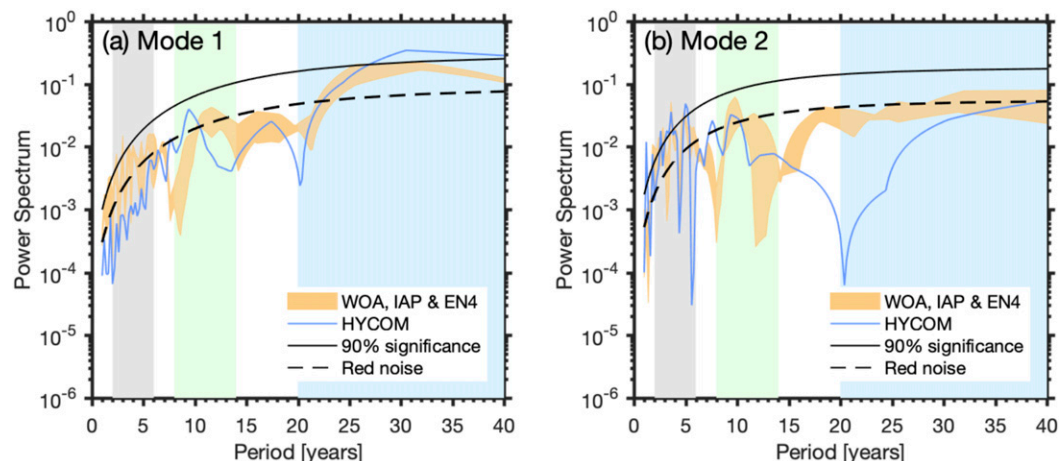 (a) Mode 1
Power Spectrum
10^0
10^-1
10^-2
10^-3
10^-4
10^-5
10^-6
WOA, IAP & EN4
HYCOM
90% significance
Red noise
0 5 10 15 20 25 30 35 40
Period [years]
(b) Mode 2
Power Spectrum
10^0
10^-1
10^-2
10^-3
10^-4
10^-5
10^-6
WOA, IAP & EN4
HYCOM
90% significance
Red noise
0 5 10 15 20 25 30 35 40
Period [years]